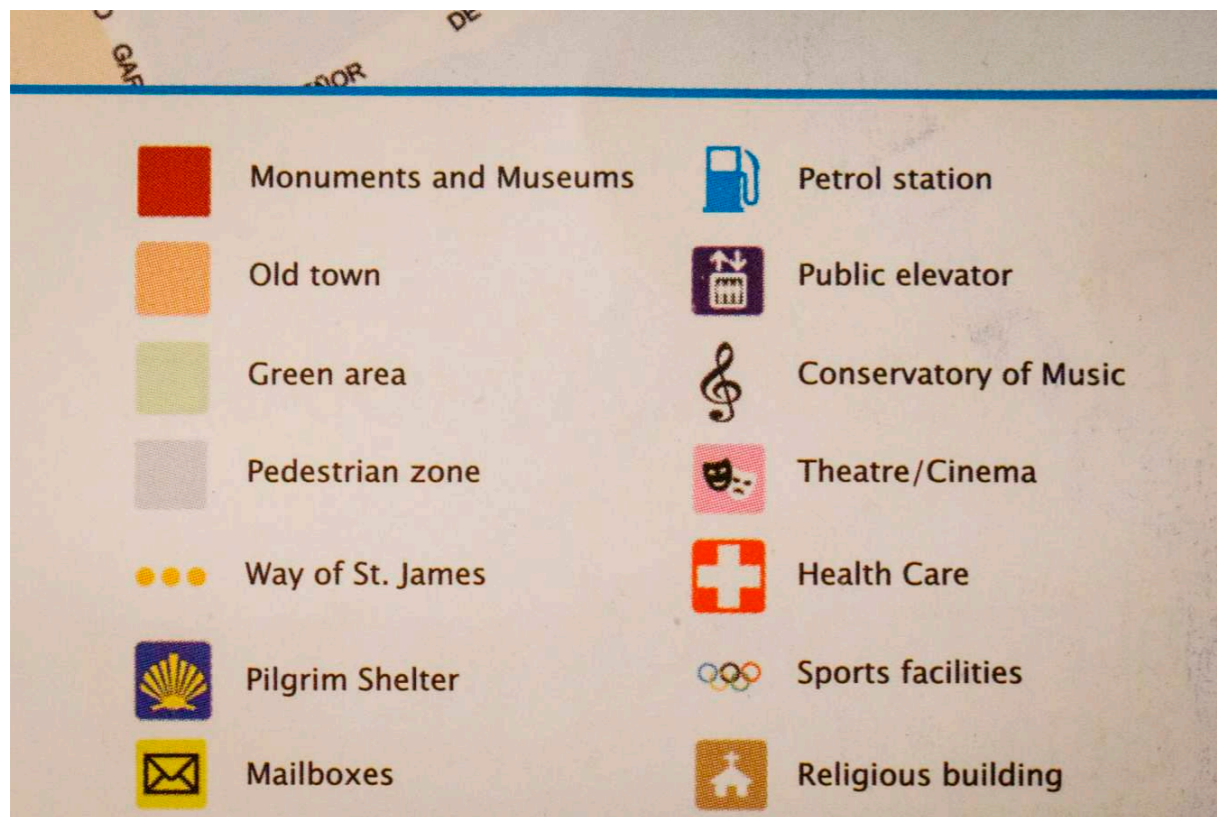 DE
Monuments and Museums
Old town
Green area
Pedestrian zone
Way of St. James
Pilgrim Shelter
Mailboxes
Petrol station
Public elevator
Conservatory of Music
Theatre/Cinema
Health Care
Sports facilities
Religious building